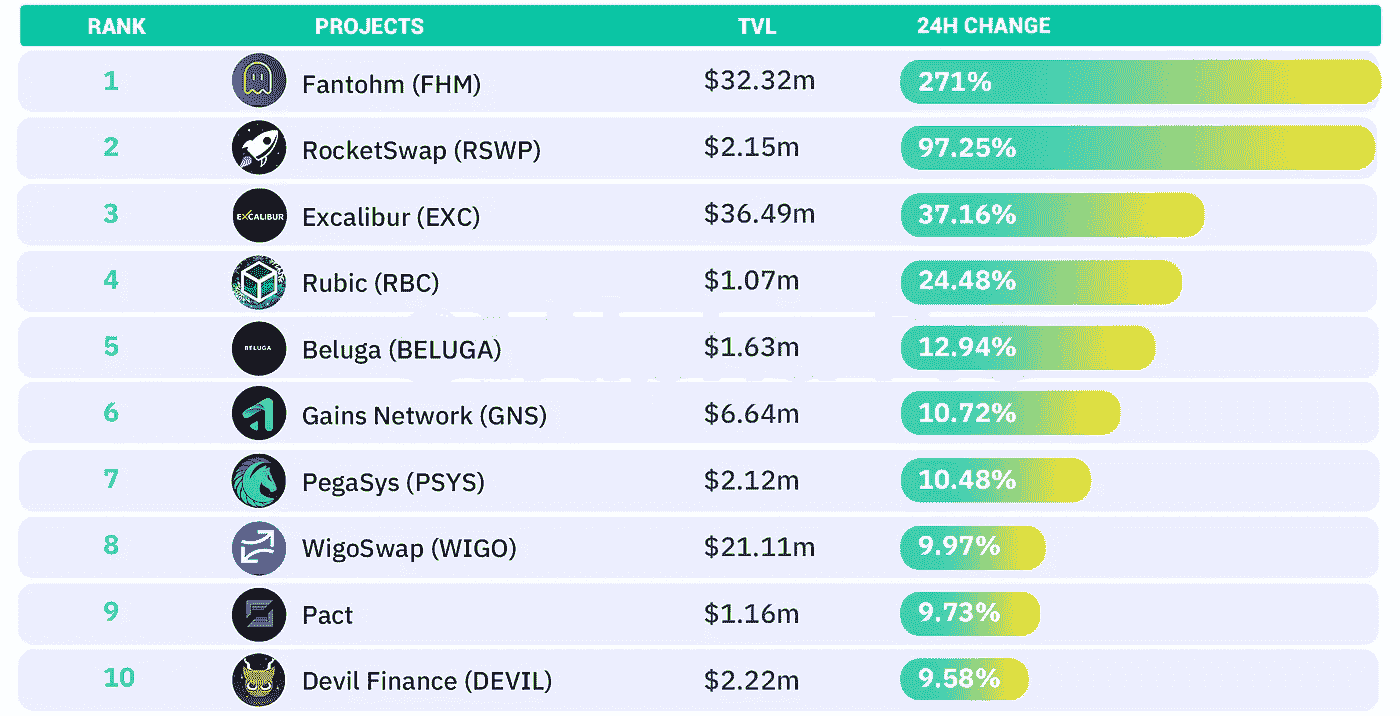 RANK PROJECTS TVL 24H CHANGE
1 Fantohm (FHM) $32.32m 271%
2 RocketSwap (RSWP) $2.15m 97.25%
3 EXCALIBUR Excalibur (EXC) $36.49m 37.16%
4 Rubic (RBC) $1.07m 24.48%
5 BELUGA Beluga (BELUGA) $1.63m 12.94%
6 Gains Network (GNS) $6.64m 10.72%
7 PegaSys (PSYS) $2.12m 10.48%
8 WigoSwap (WIGO) $21.11m 9.97%
9 Pact $1.16m 9.73%
10 Devil Finance (DEVIL) $2.22m 9.58%